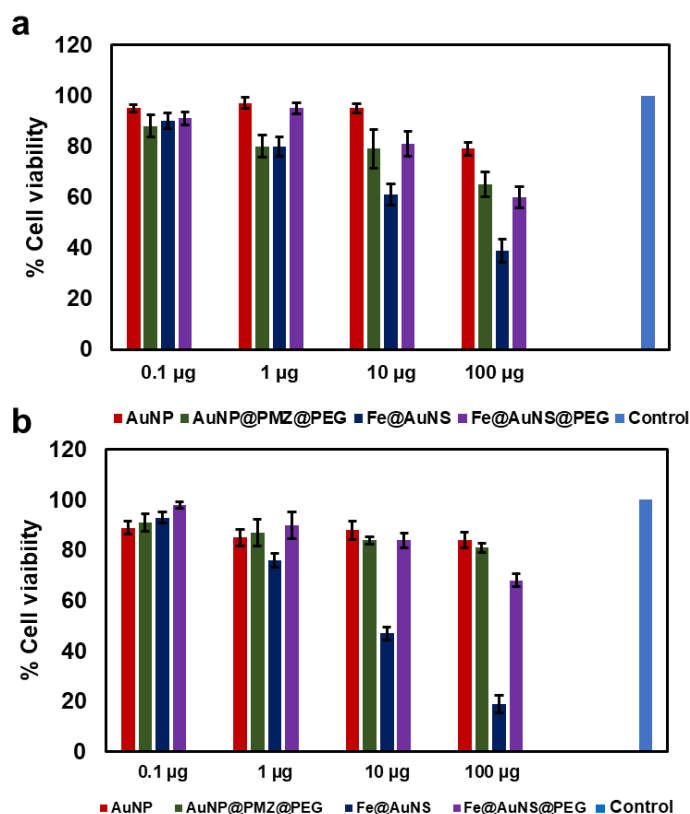 a
% Cell viability
120
100
80
60
40
20
0
0.1 µg 1 µg 10 µg 100 µg
AuNP AuNP@PMZ@PEG Fe@AuNS Fe@AuNS@PEG Control
b
% Cell viaibiity
120
100
80
60
40
20
0
0.1 µg 1 µg 10 µg 100 µg
AuNP AuNP@PMZ@PEG Fe@AuNS Fe@AuNS@PEG Control